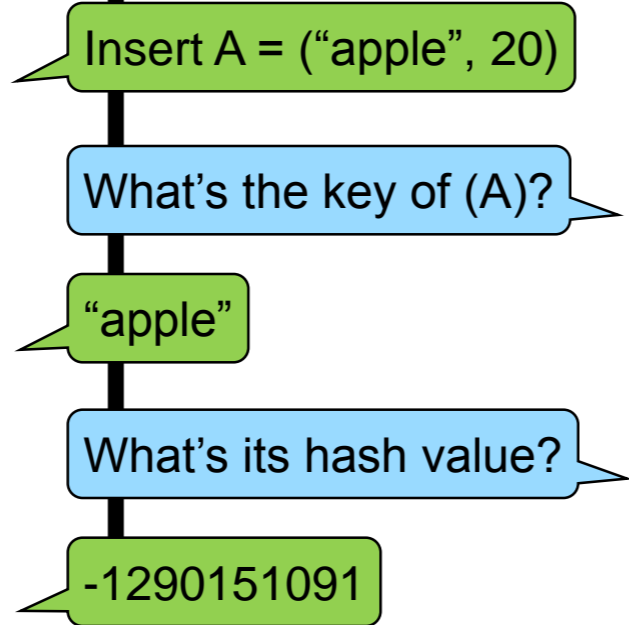 Insert A = (“apple”, 20)
What’s the key of (A)?
“apple”
What’s its hash value?
-1290151091